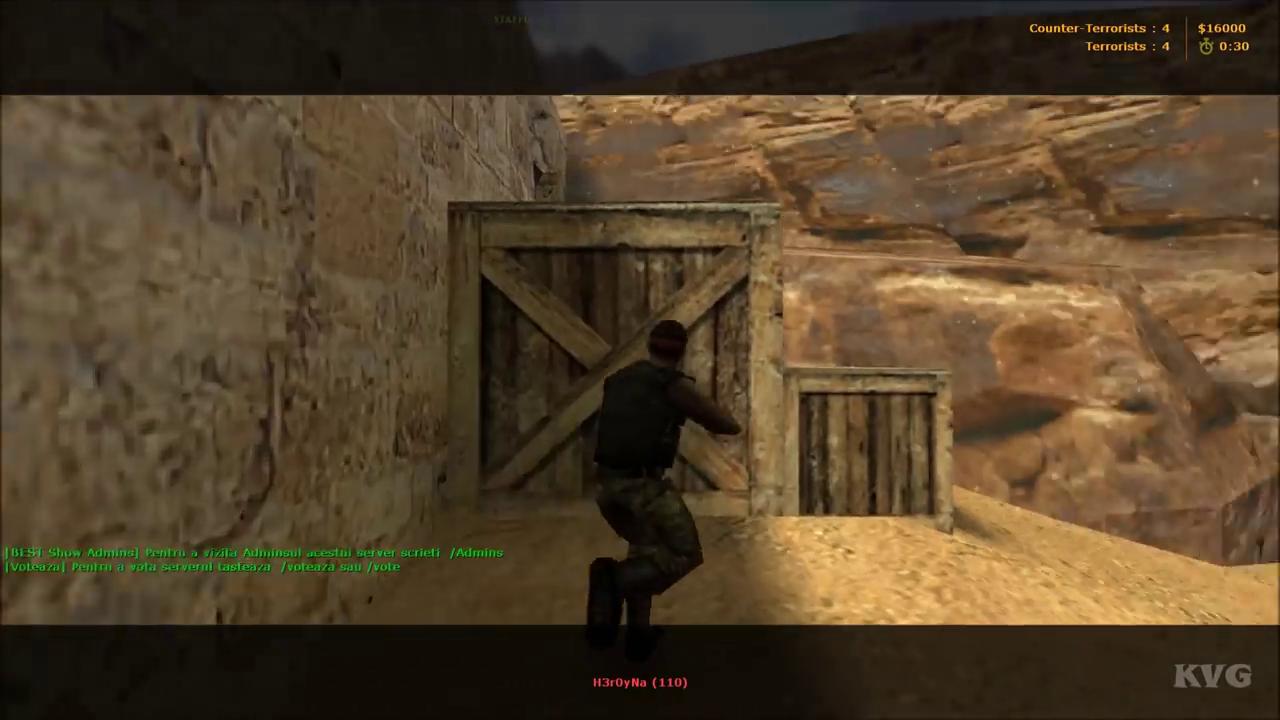 Counter-Terrorists : 4
$16000
Terrorists : 4
0:30
[BEST Show Admins] Pentru a vizita Adminsul acestui server scrieti /Admins
[Voteaza] Pentru a vota serverul tasteaza /voteaza sau /vote
H3r0yNa (110)
KVG